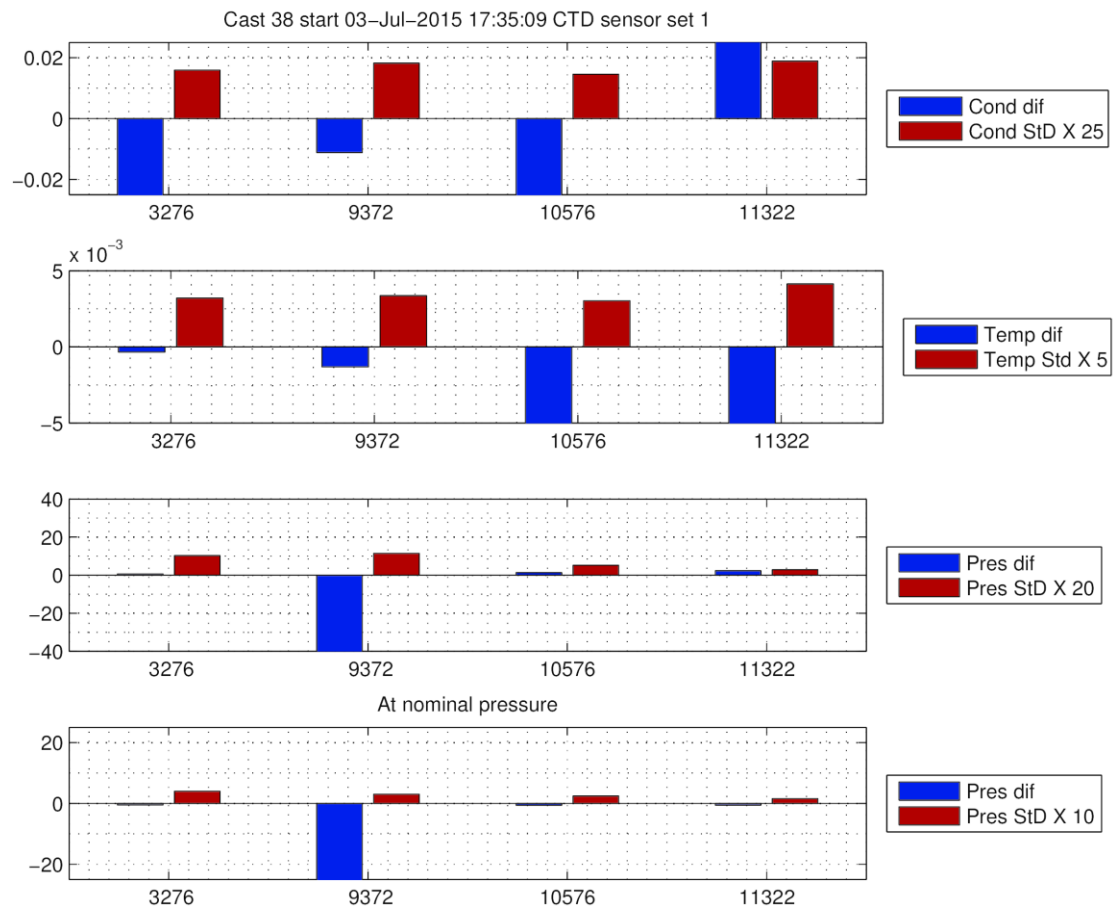 Cast 38 start 03−Jul−2015 17:35:09 CTD sensor set 1
0.02
0
−0.02
3276 9372 10576 11322
Cond dif
Cond StD X 25
x 10−3
5
0
−5
3276 9372 10576 11322
Temp dif
Temp Std X 5
40
20
0
−20
−40
3276 9372 10576 11322
Pres dif
Pres StD X 20
At nominal pressure
20
0
−20
3276 9372 10576 11322
Pres dif
Pres StD X 10